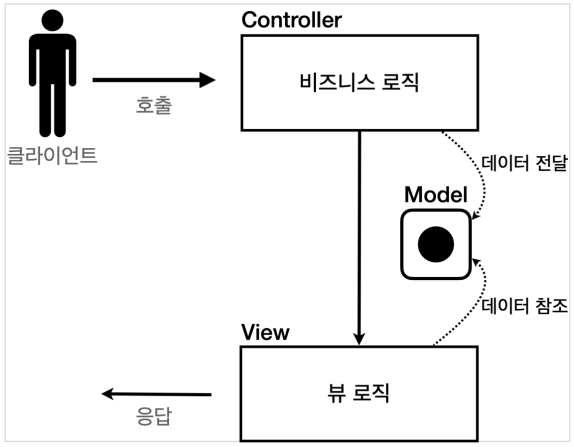 Controller
비즈니스 로직
호출
클라이언트
데이터 전달
Model
데이터 참조
View
뷰 로직
응답